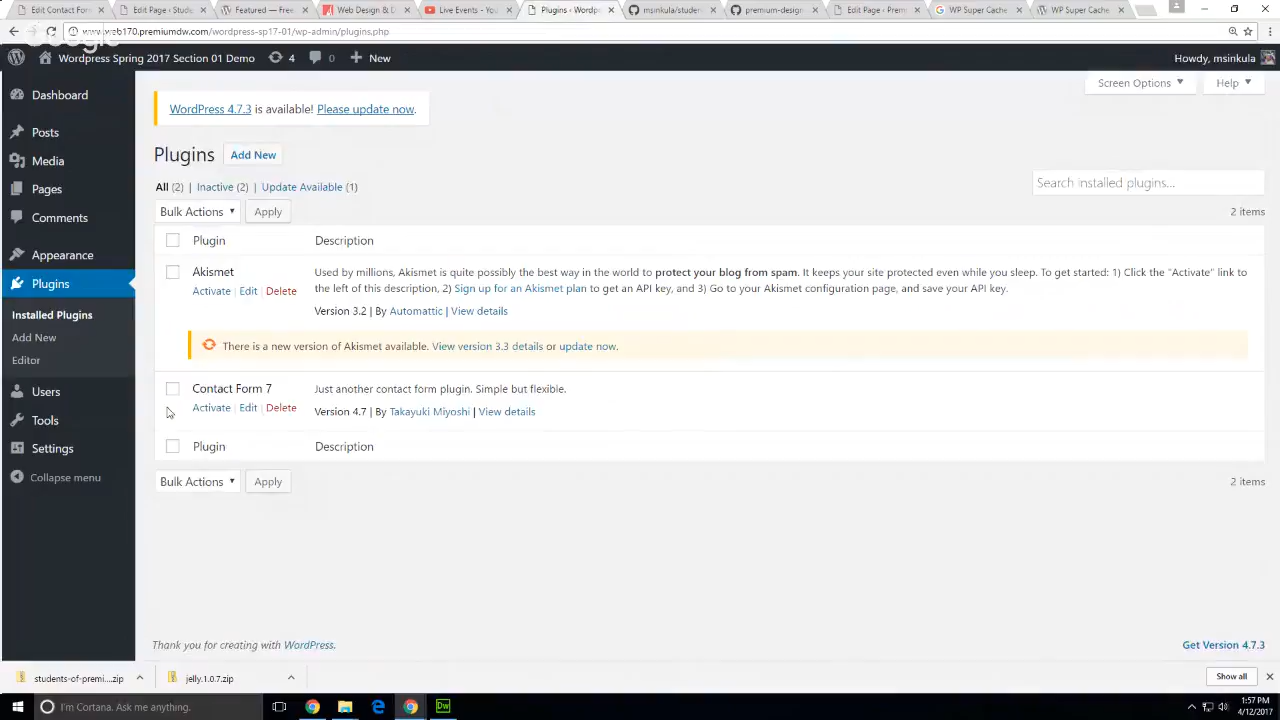 Edit Contact For
Edit Page ‹ Stude
Featured — Free
Web Design & D
Live Events - You
Plugins ‹ Wordpr
msinkula/student
premium-design
Edit Page ‹ Prem
WP Super Cache
WP Super Cache
web170.premiumdw.com/wordpress-sp17-01/wp-admin/plugins.php
Google
Wordpress Spring 2017 Section 01 Demo
4
0
New
Howdy, msinkula
Screen Options
Help
Dashboard
Posts
Media
Pages
Comments
Appearance
Plugins
Installed Plugins
Add New
Editor
Users
Tools
Settings
Collapse menu
WordPress 4.7.3 is available! Please update now.
Plugins Add New
All (2) | Inactive (2) | Update Available (1)
Search installed plugins...
Bulk Actions Apply
2 items
Plugin Description
Akismet
Activate | Edit | Delete
Used by millions, Akismet is quite possibly the best way in the world to protect your blog from spam. It keeps your site protected even while you sleep. To get started: 1) Click the "Activate" link to
the left of this description, 2) Sign up for an Akismet plan to get an API key, and 3) Go to your Akismet configuration page, and save your API key.
Version 3.2 | By Automattic | View details
There is a new version of Akismet available. View version 3.3 details or update now.
Contact Form 7
Activate | Edit | Delete
Just another contact form plugin. Simple but flexible.
Version 4.7 | By Takayuki Miyoshi | View details
Plugin Description
Bulk Actions Apply
2 items
Thank you for creating with WordPress.
Get Version 4.7.3
students-of-premi....zip
jelly.1.0.7.zip
Show all
I'm Cortana. Ask me anything.
Dw
1:57 PM
4/12/2017